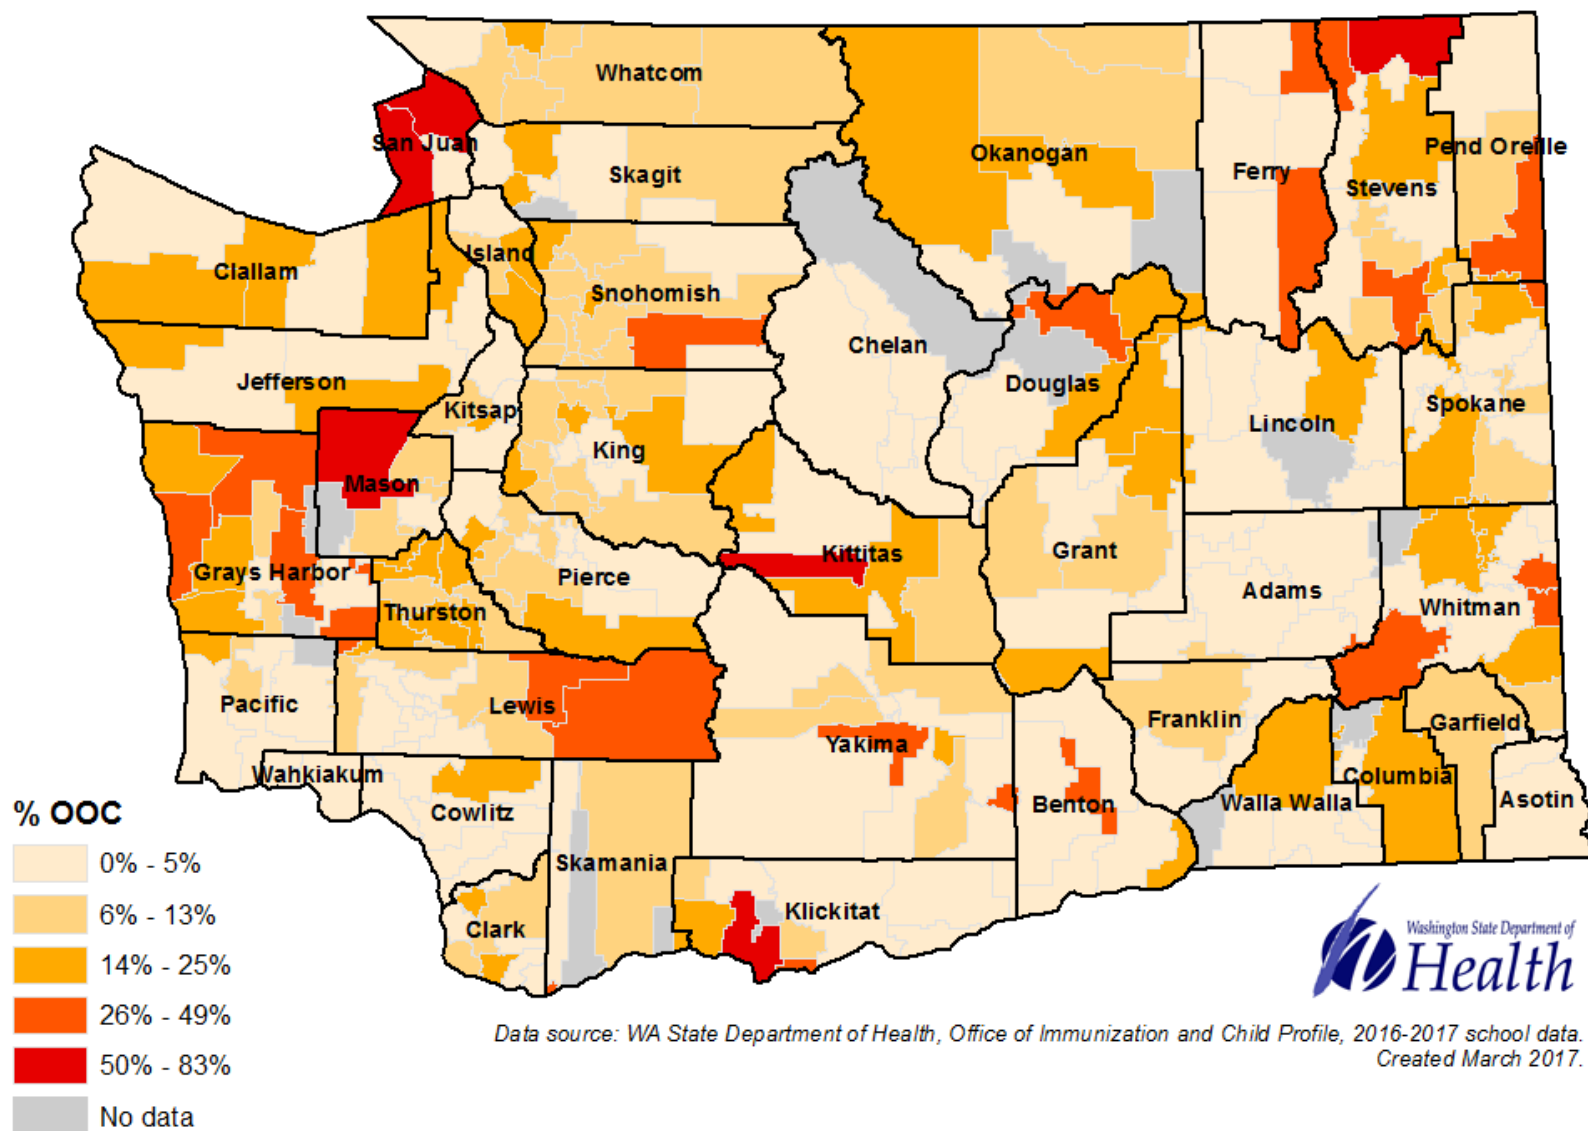 Whatcom
San Juan
Skagit
Okanogan
Ferry
Stevens
Pend Oreille
Clallam
Island
Snohomish
Chelan
Douglas
Jefferson
Kitsap
King
Lincoln
Spokane
Mason
Grays Harbor
Thurston
Pierce
Kittitas
Grant
Adams
Whitman
Pacific
Lewis
Yakima
Franklin
Garfield
Wahkiakum
Cowlitz
Skamania
Benton
Walla Walla
Columbia
Asotin
Clark
Klickitat
% OOC
0% - 5%
6% - 13%
14% - 25%
26% - 49%
50% - 83%
No data
Washington State Department of
Health
Data source: WA State Department of Health, Office of Immunization and Child Profile, 2016-2017 school data.
Created March 2017.